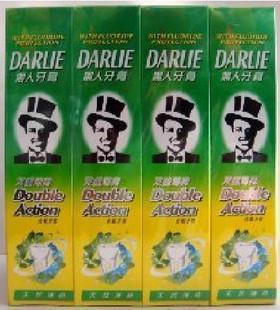 WITH FLUORIDE WITH FLUORIDE WITH FLUORIDE WITH FLUORIDE
PROTECTION PROTECTION PROTECTION PROTECTION
DARLIE DARLIE DARLIE DARLIE
黑人牙膏 黑人牙膏 黑人牙膏 黑人牙膏
Double Double Double Double
Action Action Action Action